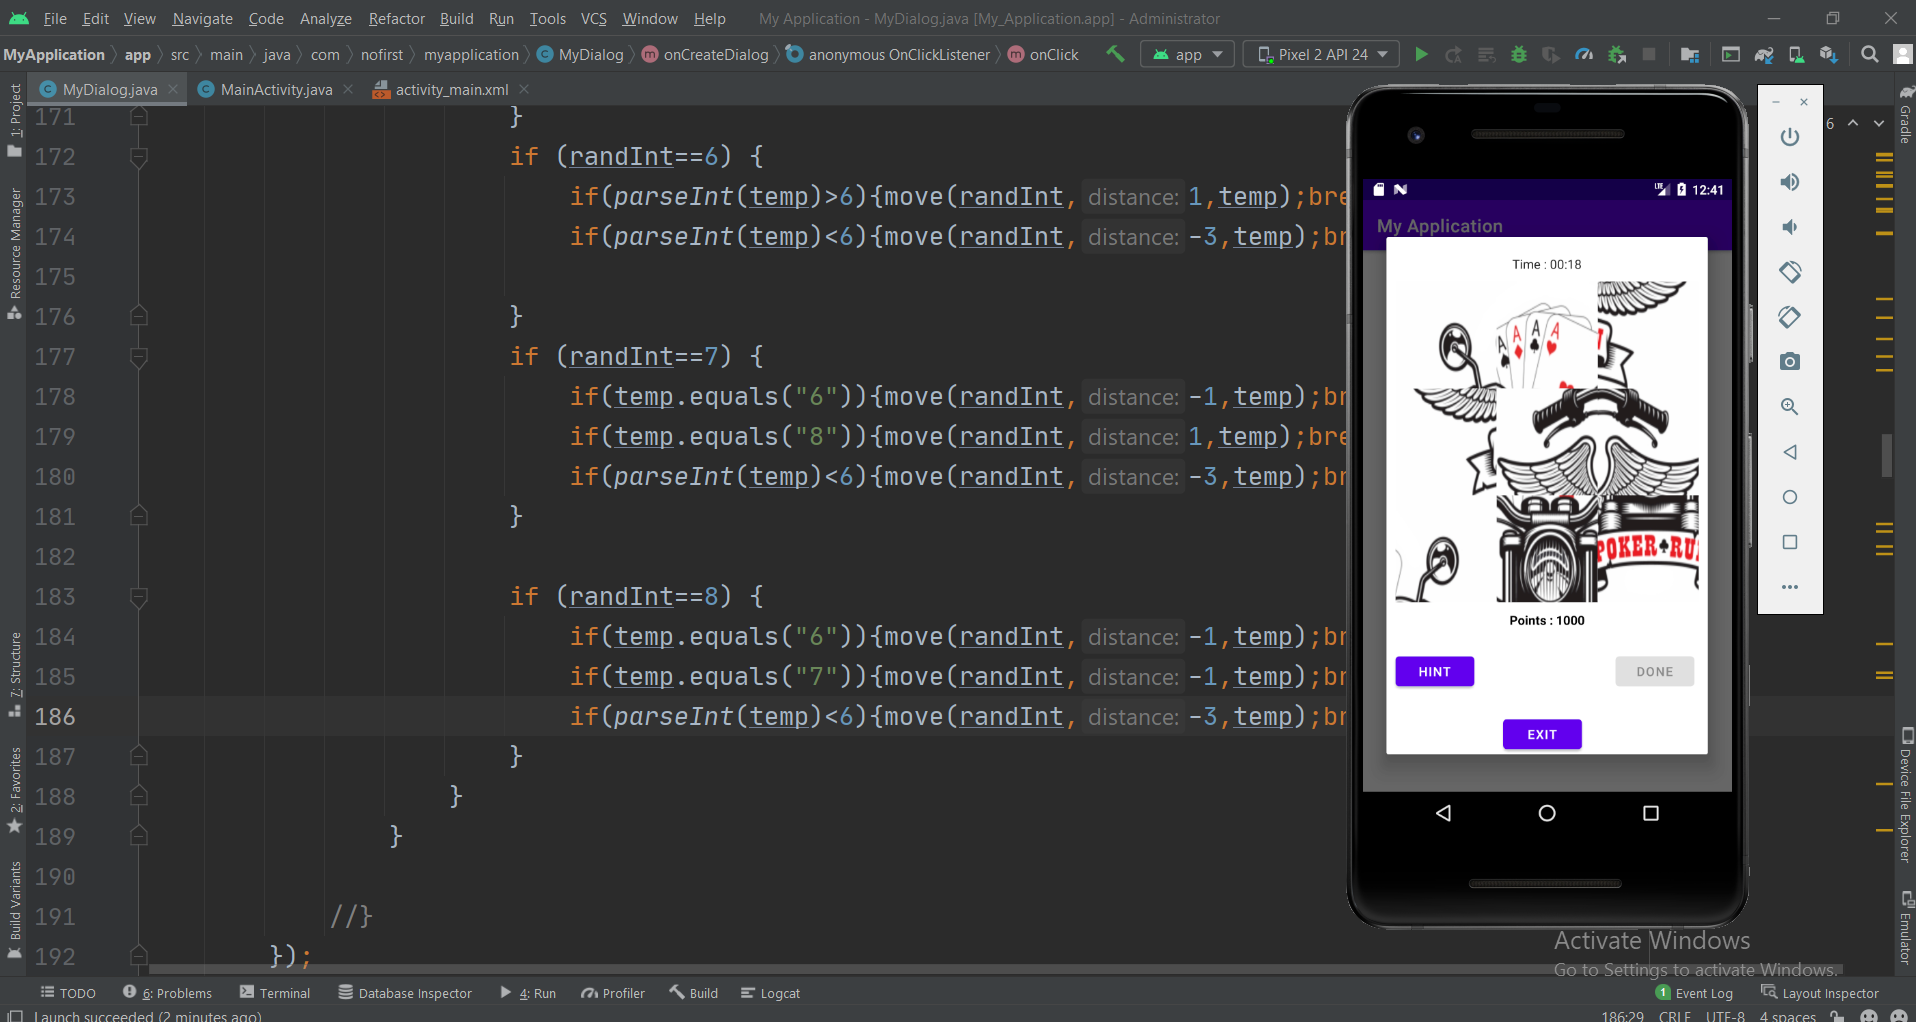 File Edit View Navigate Code Analyze Refactor Build Run Tools VCS Window Help My Application - MyDialog.java [My_Application.app] - Administrator
MyApplication app src main java com nofirst myapplication MyDialog onCreateDialog anonymous OnClickListener onClick app Pixel 2 API 24
MyDialog.java MainActivity.java activity_main.xml
1: Project
Resource Manager
7: Structure
2: Favorites
Build Variants
171 }
172 if (randInt==6) {
173 if(parseInt(temp)>6){move(randInt, distance: 1,temp);bre
174 if(parseInt(temp)<6){move(randInt, distance: -3,temp);br
175
176 }
177 if (randInt==7) {
178 if(temp.equals("6")){move(randInt, distance: -1,temp);br
179 if(temp.equals("8")){move(randInt, distance: 1,temp);bre
180 if(parseInt(temp)<6){move(randInt, distance: -3,temp);br
181 }
182
183 if (randInt==8) {
184 if(temp.equals("6")){move(randInt, distance: -1,temp);br
185 if(temp.equals("7")){move(randInt, distance: -1,temp);br
186 if(parseInt(temp)<6){move(randInt, distance: -3,temp);br
187 }
188 }
189 }
190
191 //}
192 });
6
LTE 12:41
My Application
Time : 00:18
A A A A
POKER RU
Points : 1000
HINT DONE
EXIT
Gradle
Device File Explorer
Emulator
Activate Windows
Go to Settings to activate Windows.
TODO 6: Problems Terminal Database Inspector 4: Run Profiler Build Logcat 1 Event Log Layout Inspector
Launch succeeded (2 minutes ago) 186:29 CRLF UTF-8 4 spaces